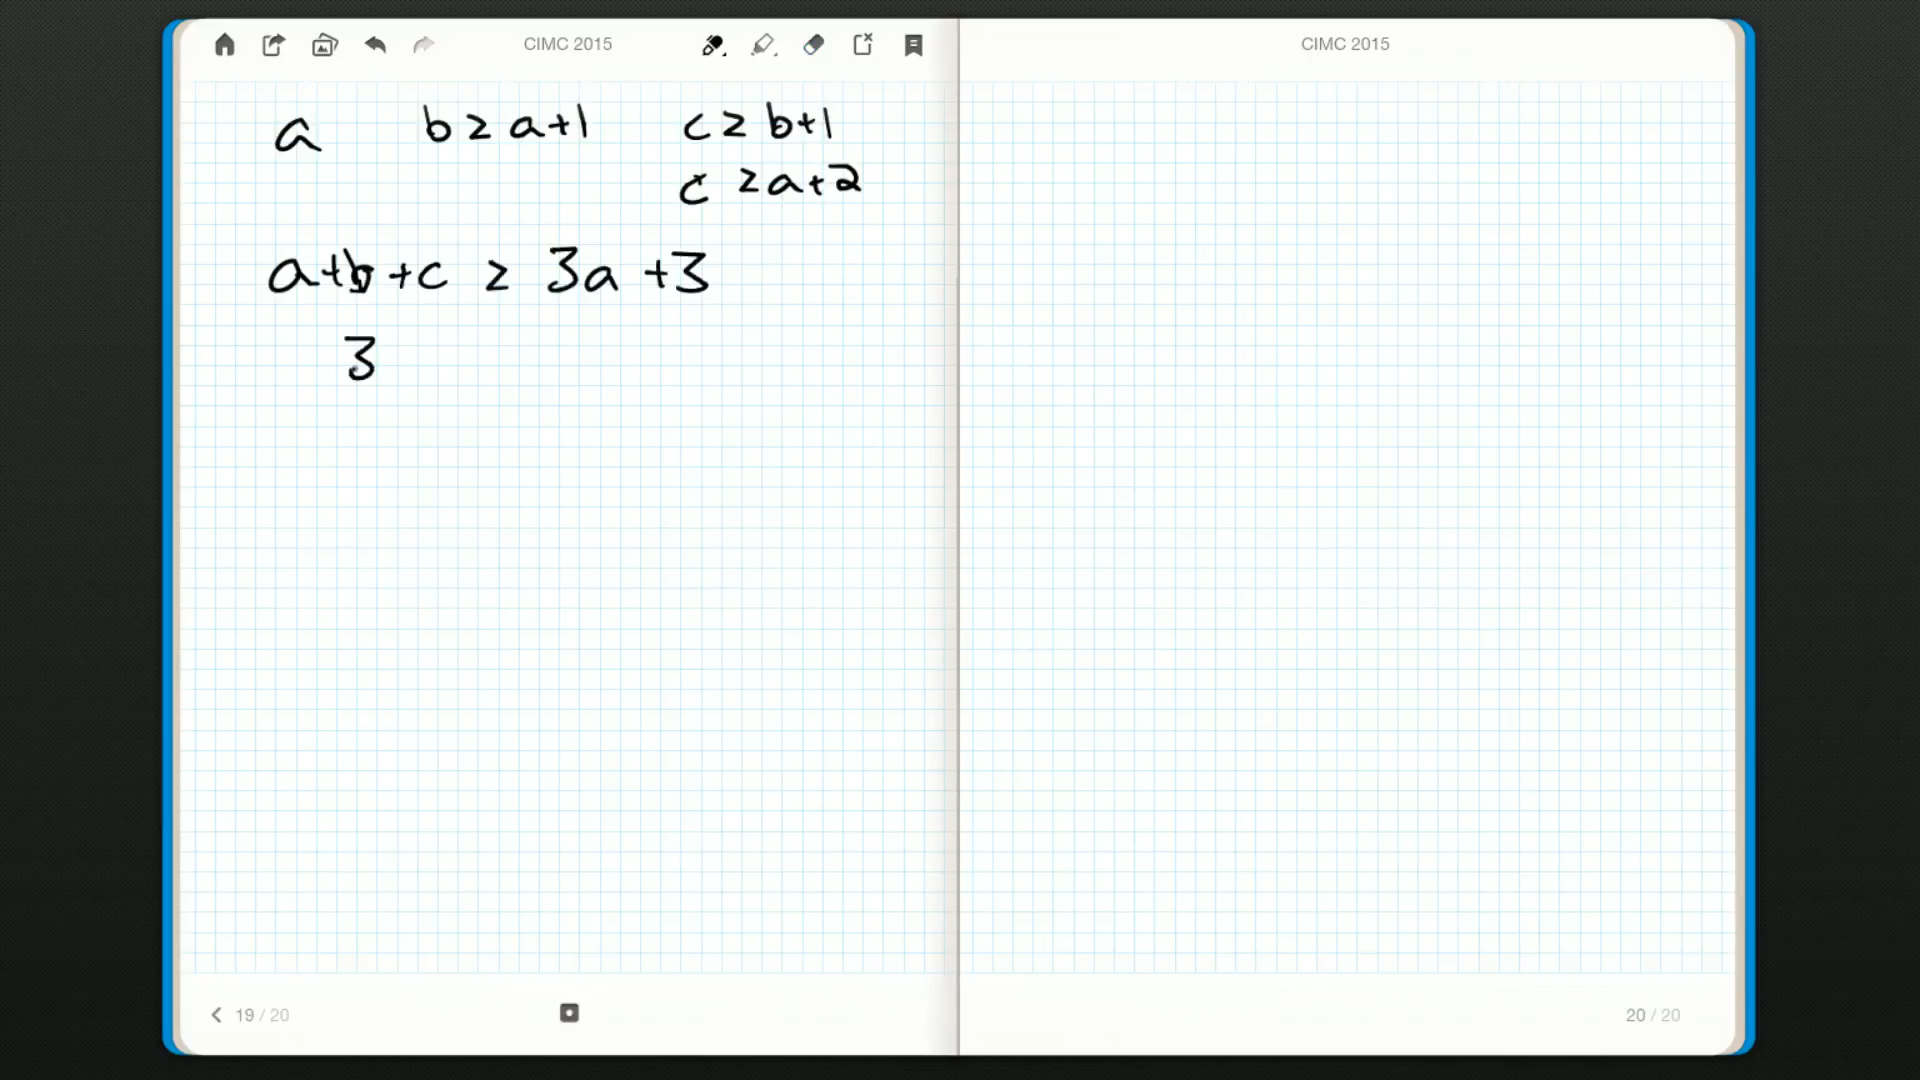 CIMC 2015
CIMC 2015
a b ≥ a+1 c ≥ b+1
c ≥ a+2
a+b+c ≥ 3a+3
3
19 / 20
20 / 20